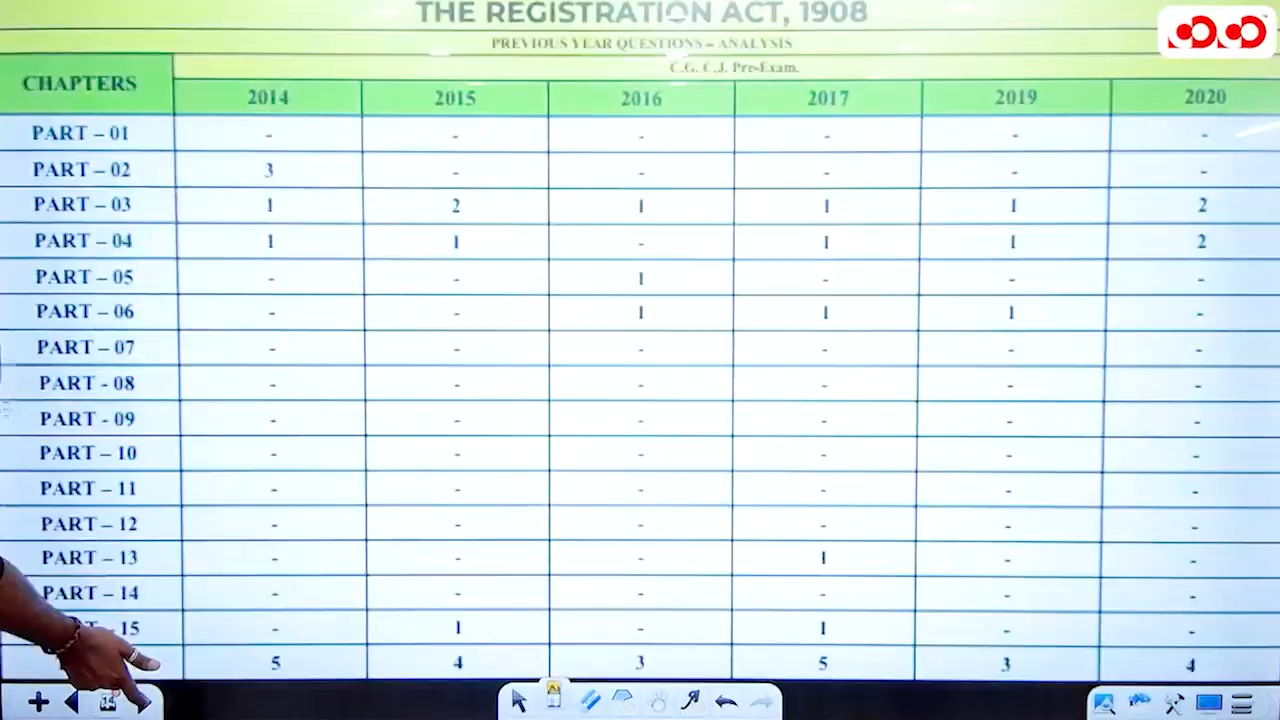 THE REGISTRATION ACT, 1908
PREVIOUS YEAR QUESTIONS – ANALYSIS
C.G. C.J. Pre-Exam.
CHAPTERS 2014 2015 2016 2017 2019 2020
PART – 01 - - - - - -
PART – 02 3 - - - - -
PART – 03 1 2 1 1 1 2
PART – 04 1 1 - 1 1 2
PART – 05 - - 1 - - -
PART – 06 - - 1 1 1 -
PART – 07 - - - - - -
PART - 08 - - - - - -
PART - 09 - - - - - -
PART – 10 - - - - - -
PART – 11 - - - - - -
PART – 12 - - - - - -
PART – 13 - - - 1 - -
PART – 14 - - - - - -
15 - 1 - 1 - -
5 4 3 5 3 4
14